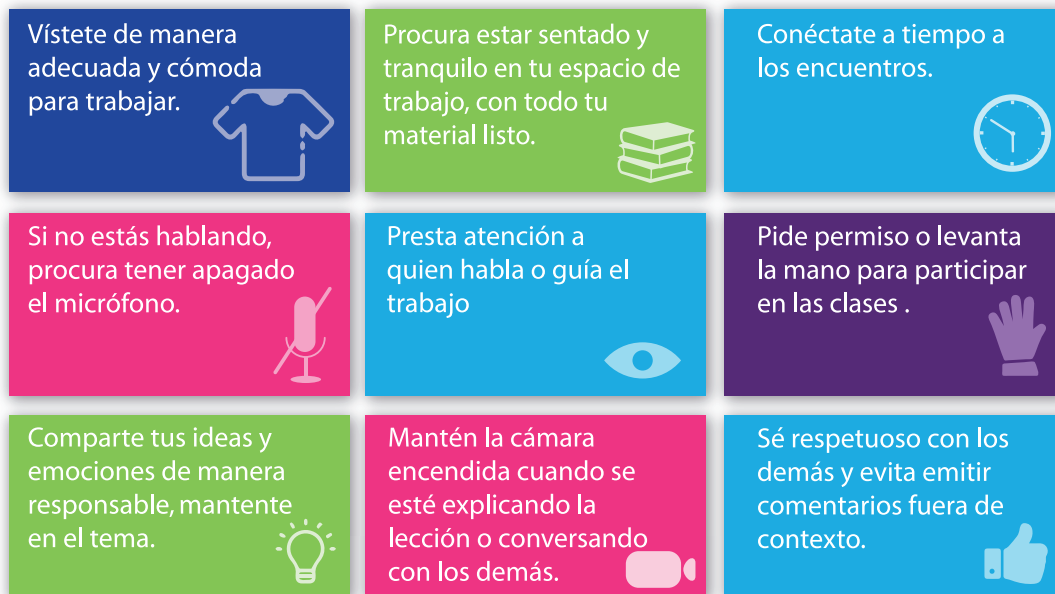 Vístete de manera
adecuada y cómoda
para trabajar.
Procura estar sentado y
tranquilo en tu espacio de
trabajo, con todo tu
material listo.
Conéctate a tiempo a
los encuentros.
Si no estás hablando,
procura tener apagado
el micrófono.
Presta atención a
quien habla o guía el
trabajo
Pide permiso o levanta
la mano para participar
en las clases .
Comparte tus ideas y
emociones de manera
responsable, mantente
en el tema.
Mantén la cámara
encendida cuando se
esté explicando la
lección o conversando
con los demás.
Sé respetuoso con los
demás y evita emitir
comentarios fuera de
contexto.